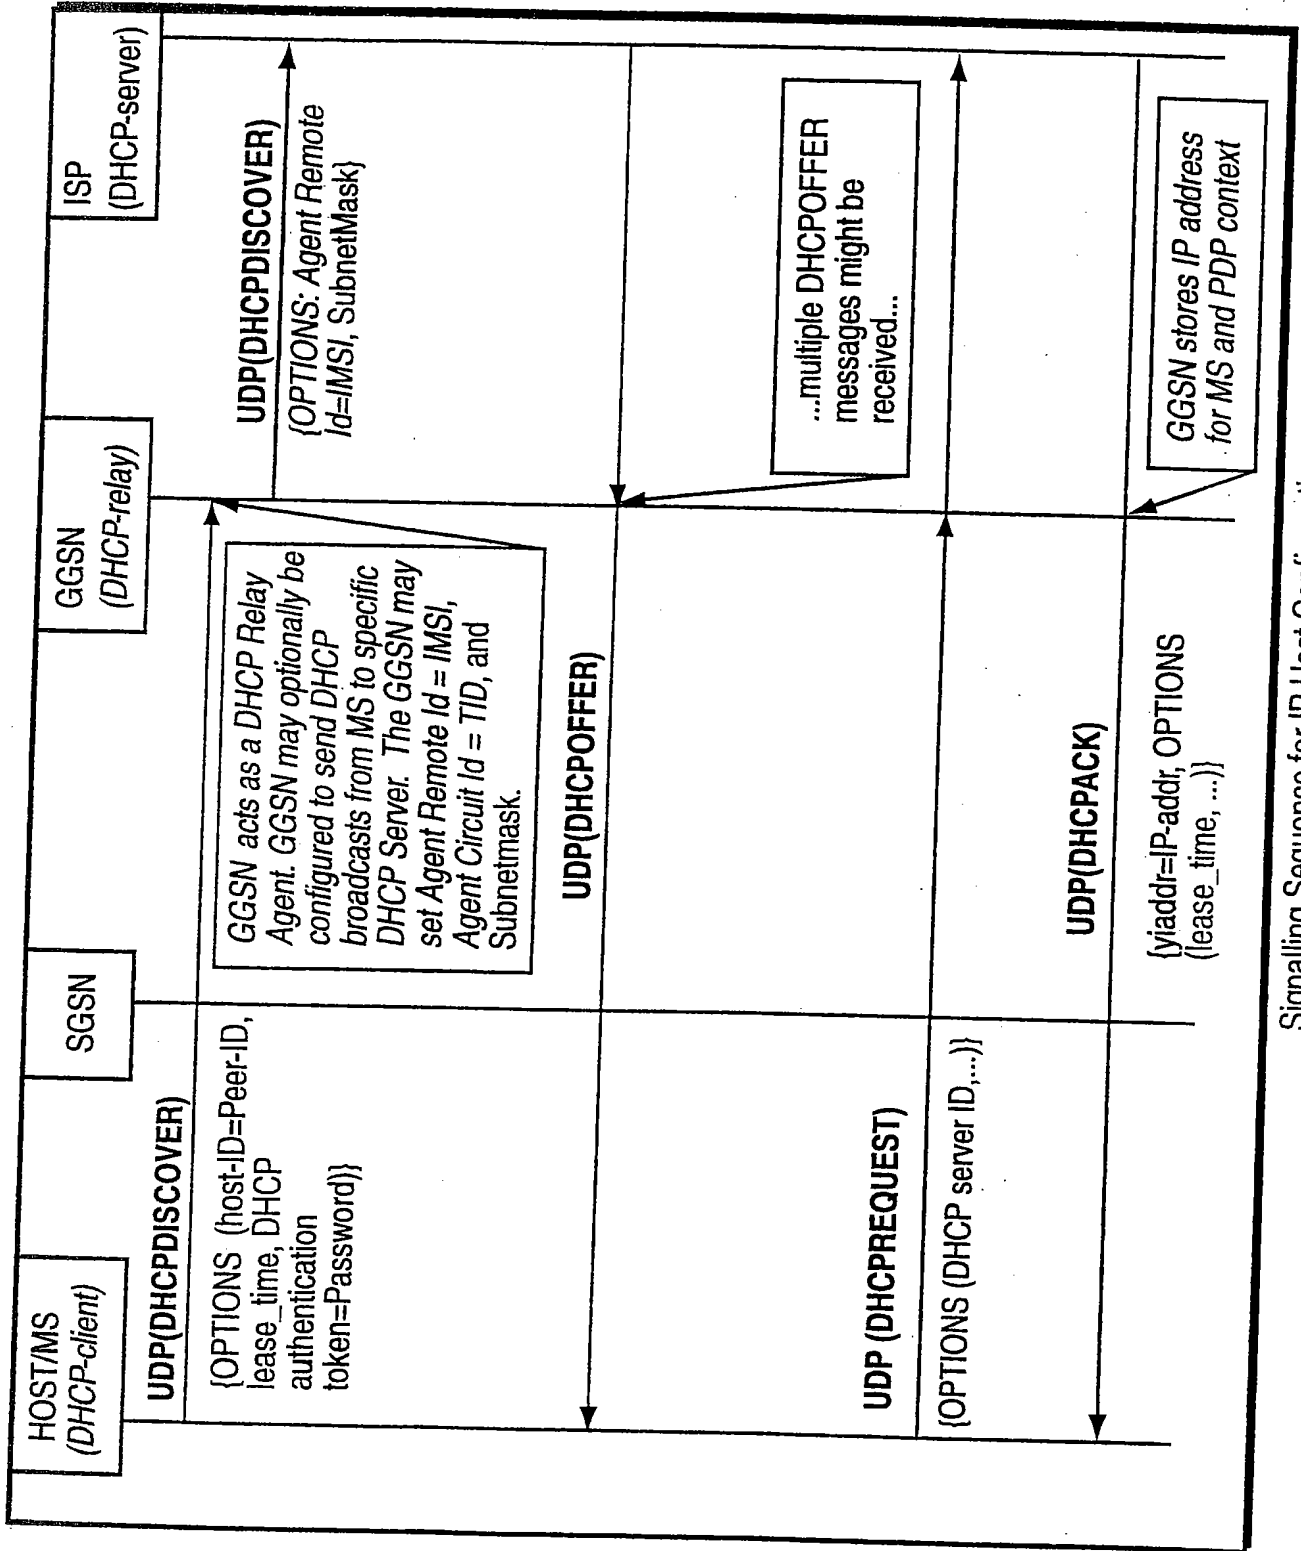 HOST/MS
(DHCP-client)
SGSN
GGSN
(DHCP-relay)
ISP
(DHCP-server)
UDP(DHCPDISCOVER)
{OPTIONS (host-ID=Peer-ID,
lease_time, DHCP
authentication
token=Password)}
GGSN acts as a DHCP Relay
Agent. GGSN may optionally be
configured to send DHCP
broadcasts from MS to specific
DHCP Server. The GGSN may
set Agent Remote Id = IMSI,
Agent Circuit Id = TID, and
Subnetmask.
UDP(DHCPDISCOVER)
{OPTIONS: Agent Remote
Id=IMSI, SubnetMask}
UDP(DHCPOFFER)
...multiple DHCPOFFER
messages might be
received...
UDP (DHCPREQUEST)
{OPTIONS (DHCP server ID,...)}
UDP(DHCPACK)
{yiaddr=IP-addr, OPTIONS
(lease_time, ...)}
GGSN stores IP address
for MS and PDP context
Signalling Sequence for IP Host